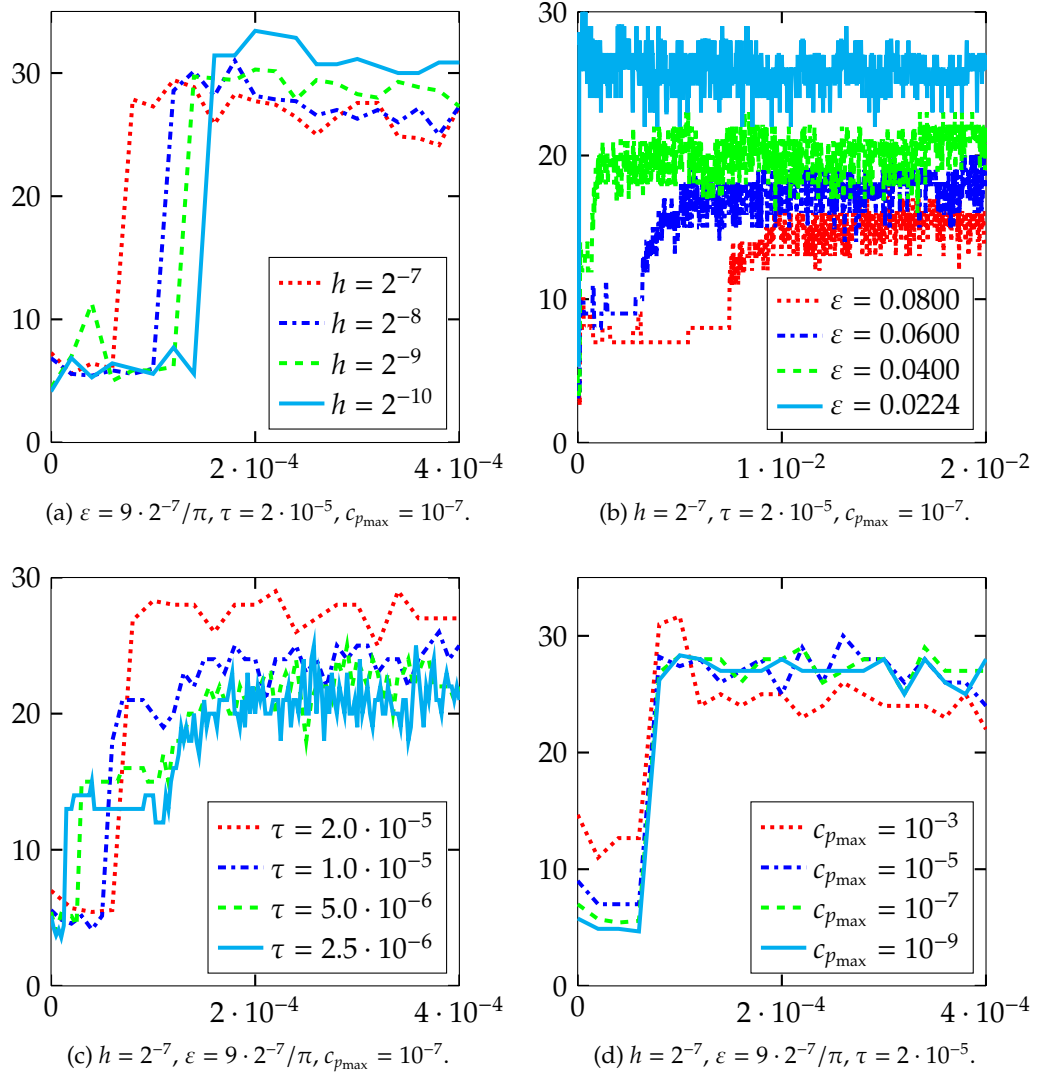 30
20
10
0
0
2 · 10⁻⁴
4 · 10⁻⁴
h = 2⁻⁷
h = 2⁻⁸
h = 2⁻⁹
h = 2⁻¹⁰
(a) ε = 9 · 2⁻⁷/π, τ = 2 · 10⁻⁵, c_{p_max} = 10⁻⁷.
30
20
10
0
0
1 · 10⁻²
2 · 10⁻²
ε = 0.0800
ε = 0.0600
ε = 0.0400
ε = 0.0224
(b) h = 2⁻⁷, τ = 2 · 10⁻⁵, c_{p_max} = 10⁻⁷.
30
20
10
0
0
2 · 10⁻⁴
4 · 10⁻⁴
τ = 2.0 · 10⁻⁵
τ = 1.0 · 10⁻⁵
τ = 5.0 · 10⁻⁶
τ = 2.5 · 10⁻⁶
(c) h = 2⁻⁷, ε = 9 · 2⁻⁷/π, c_{p_max} = 10⁻⁷.
30
20
10
0
0
2 · 10⁻⁴
4 · 10⁻⁴
c_{p_max} = 10⁻³
c_{p_max} = 10⁻⁵
c_{p_max} = 10⁻⁷
c_{p_max} = 10⁻⁹
(d) h = 2⁻⁷, ε = 9 · 2⁻⁷/π, τ = 2 · 10⁻⁵.